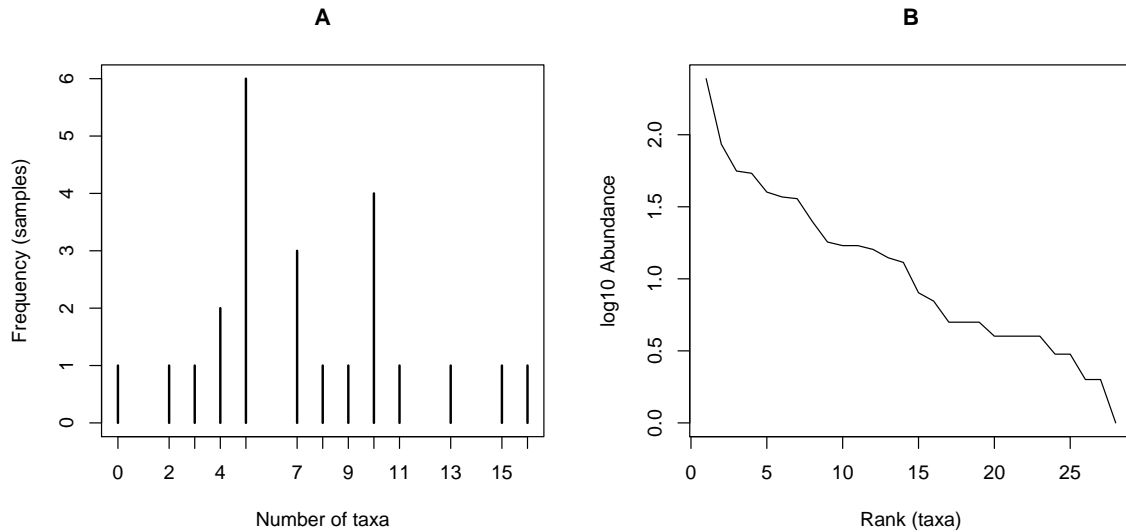 A
Frequency (samples)
6
5
4
3
2
1
0
0 2 4 7 9 11 13 15
Number of taxa
B
log10 Abundance
2.0
1.5
1.0
0.5
0.0
0 5 10 15 20 25
Rank (taxa)